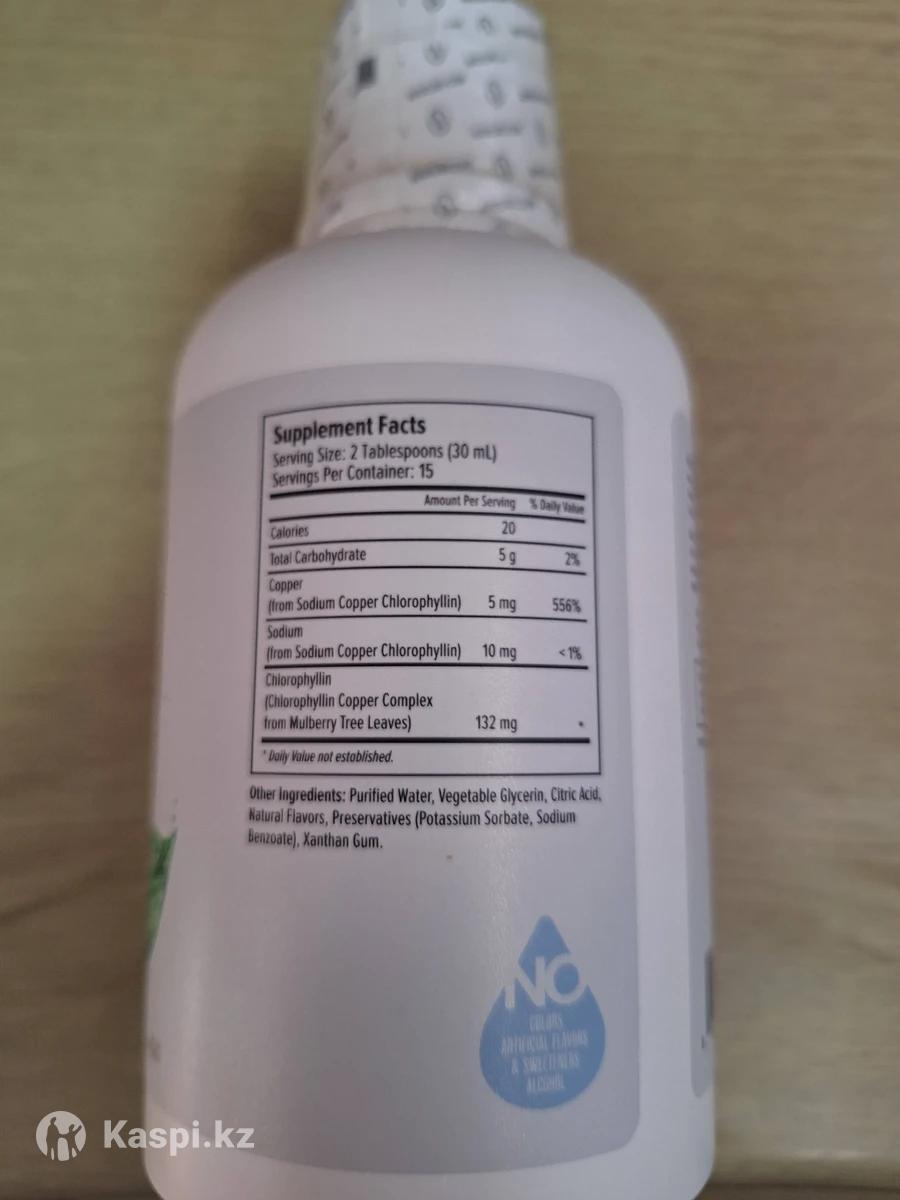 Supplement Facts
Serving Size: 2 Tablespoons (30 mL)
Servings Per Container: 15
Amount Per Serving % Daily Value
Calories 20
Total Carbohydrate 5 g 2%
Copper
(from Sodium Copper Chlorophyllin) 5 mg 556%
Sodium
(from Sodium Copper Chlorophyllin) 10 mg <1%
Chlorophyllin
(Chlorophyllin Copper Complex
from Mulberry Tree Leaves) 132 mg *
* Daily Value not established.
Other Ingredients: Purified Water, Vegetable Glycerin, Citric Acid,
Natural Flavors, Preservatives (Potassium Sorbate, Sodium
Benzoate), Xanthan Gum.
NO
COLORS,
ARTIFICIAL FLAVORS
& SWEETENERS
ALCOHOL
Kaspi.kz